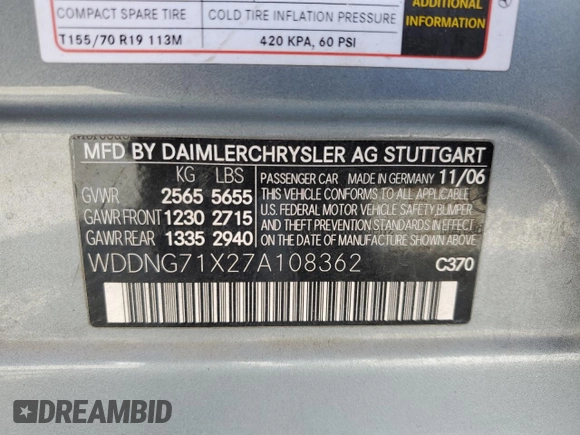 COMPACT SPARE TIRE COLD TIRE INFLATION PRESSURE
T155/70 R19 113M 420 KPA, 60 PSI
ADDITIONAL
INFORMATION
MFD BY DAIMLERCHRYSLER AG STUTTGART
KG LBS PASSENGER CAR MADE IN GERMANY 11/06
GVWR 2565 5655 THIS VEHICLE CONFORMS TO ALL APPLICABLE
GAWR FRONT 1230 2715 U.S. FEDERAL MOTOR VEHICLE SAFETY, BUMPER
GAWR REAR 1335 2940 AND THEFT PREVENTION STANDARDS IN EFFECT
ON THE DATE OF MANUFACTURE SHOWN ABOVE.
WDDNG71X27A108362 C370
DREAMBID